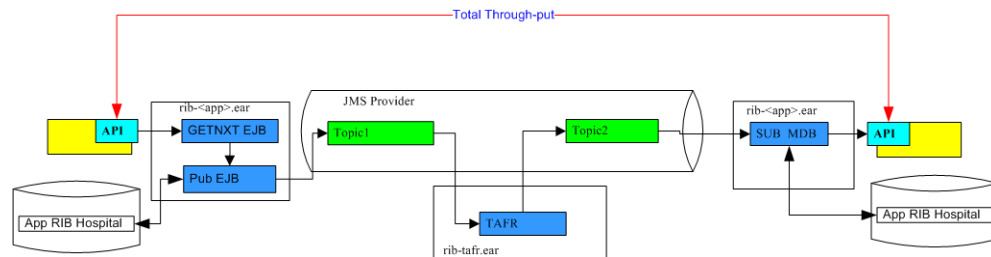 Total Through-put
rib-<app>.ear
JMS Provider
rib-<app>.ear
API
GETNXT EJB
Topic1
Topic2
SUB MDB
API
Pub EJB
App RIB Hospital
TAFR
App RIB Hospital
rib-tafr.ear